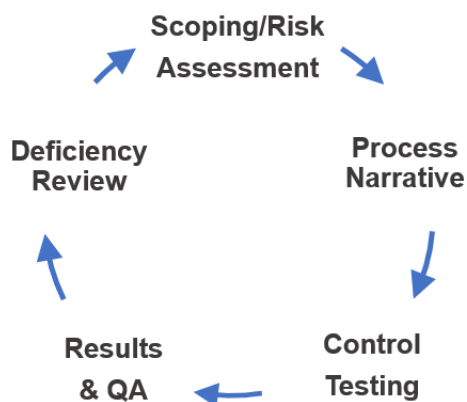 Scoping/Risk
Assessment
Process
Narrative
Control
Testing
Results
& QA
Deficiency
Review